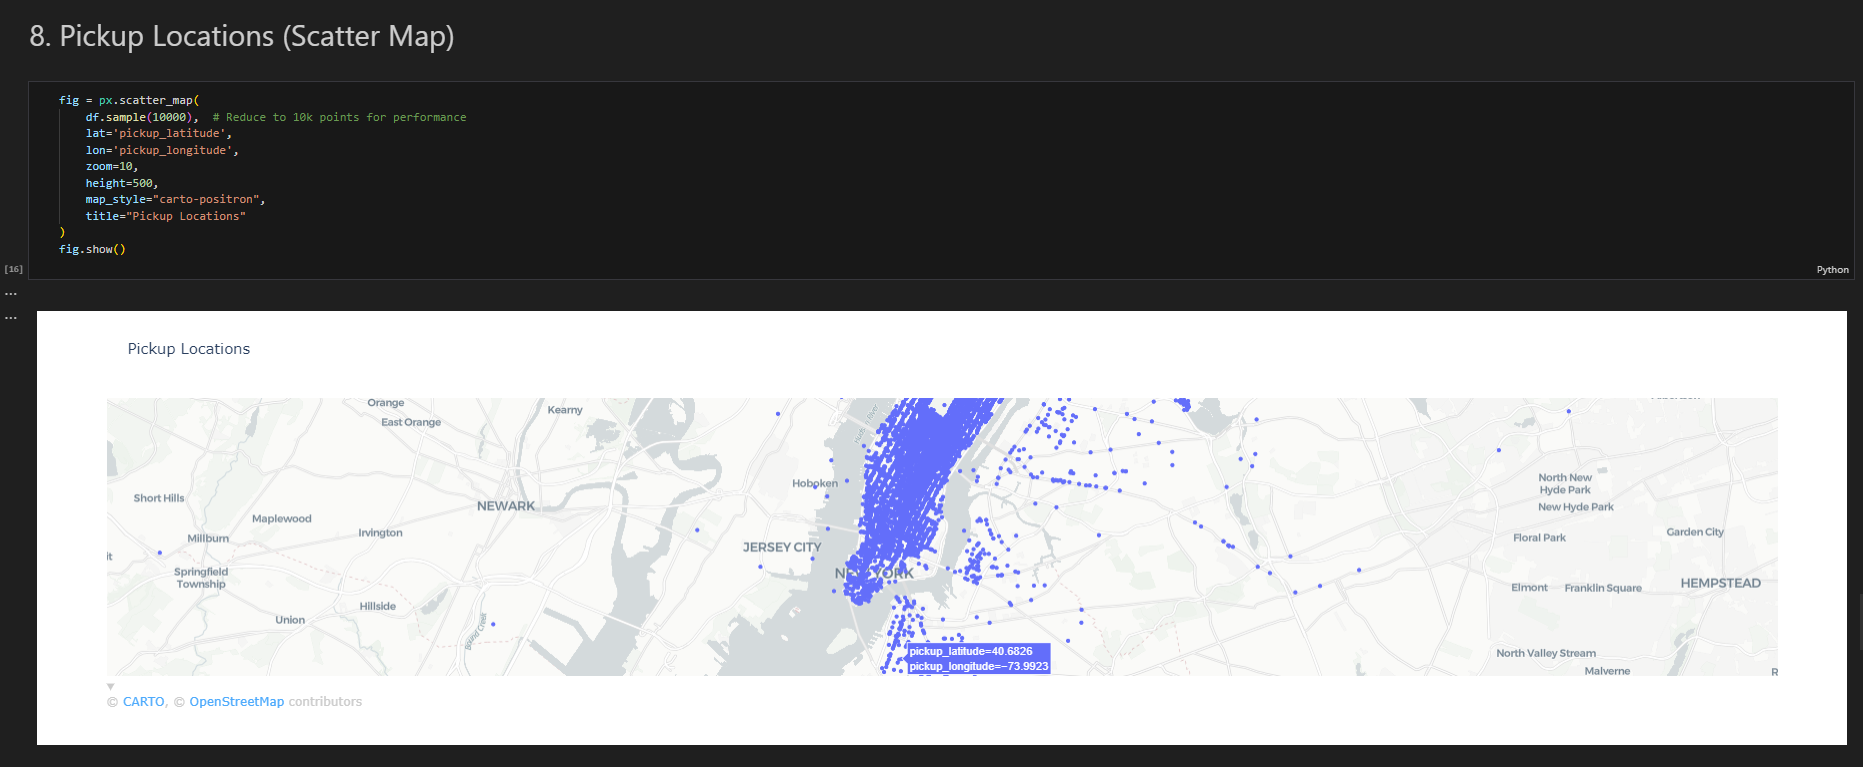 8. Pickup Locations (Scatter Map)
fig = px.scatter_map(
df.sample(10000),  # Reduce to 10k points for performance
lat='pickup_latitude',
lon='pickup_longitude',
zoom=10,
height=500,
map_style="carto-positron",
title="Pickup Locations"
)
fig.show()
[16]
Python
...
...
Pickup Locations
Orange
Kearny
East Orange
Hoboken
Short Hills
NEWARK
Maplewood
Irvington
Millburn
JERSEY CITY
NEW YORK
Springfield
Township
Hillside
Union
Bound Creek
North New
Hyde Park
New Hyde Park
Garden City
Floral Park
Elmont
Franklin Square
HEMPSTEAD
North Valley Stream
Malverne
pickup_latitude=40.6826
pickup_longitude=−73.9923
© CARTO, © OpenStreetMap contributors